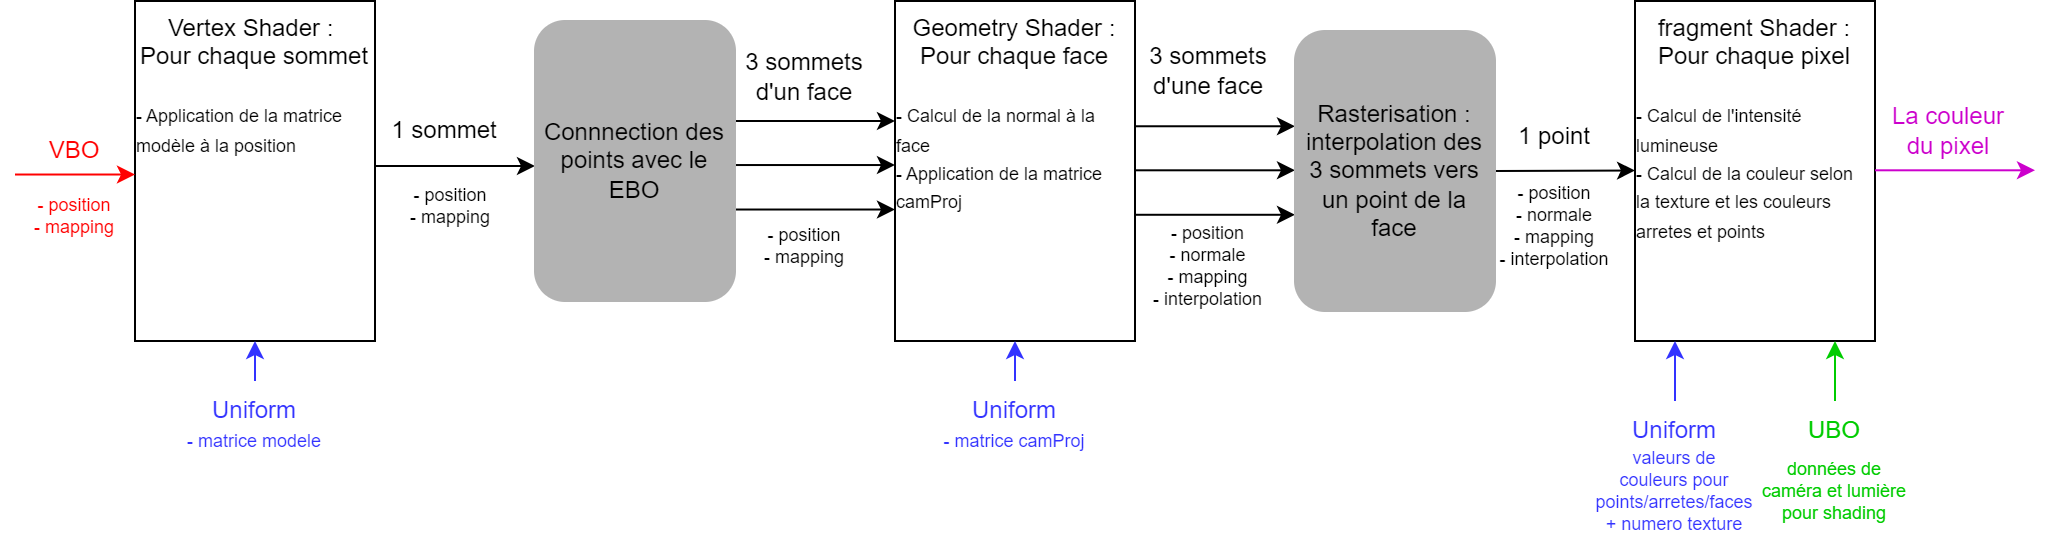 VBO
- position
- mapping
Vertex Shader :
Pour chaque sommet
- Application de la matrice
modèle à la position
Uniform
- matrice modele
1 sommet
- position
- mapping
Connnection des
points avec le
EBO
3 sommets
d'un face
- position
- mapping
Geometry Shader :
Pour chaque face
- Calcul de la normal à la
face
- Application de la matrice
camProj
Uniform
- matrice camProj
3 sommets
d'une face
- position
- normale
- mapping
- interpolation
Rasterisation :
interpolation des
3 sommets vers
un point de la
face
1 point
- position
- normale
- mapping
- interpolation
fragment Shader :
Pour chaque pixel
- Calcul de l'intensité
lumineuse
- Calcul de la couleur selon
la texture et les couleurs
arretes et points
Uniform
valeurs de
couleurs pour
points/arretes/faces
+ numero texture
UBO
données de
caméra et lumière
pour shading
La couleur
du pixel